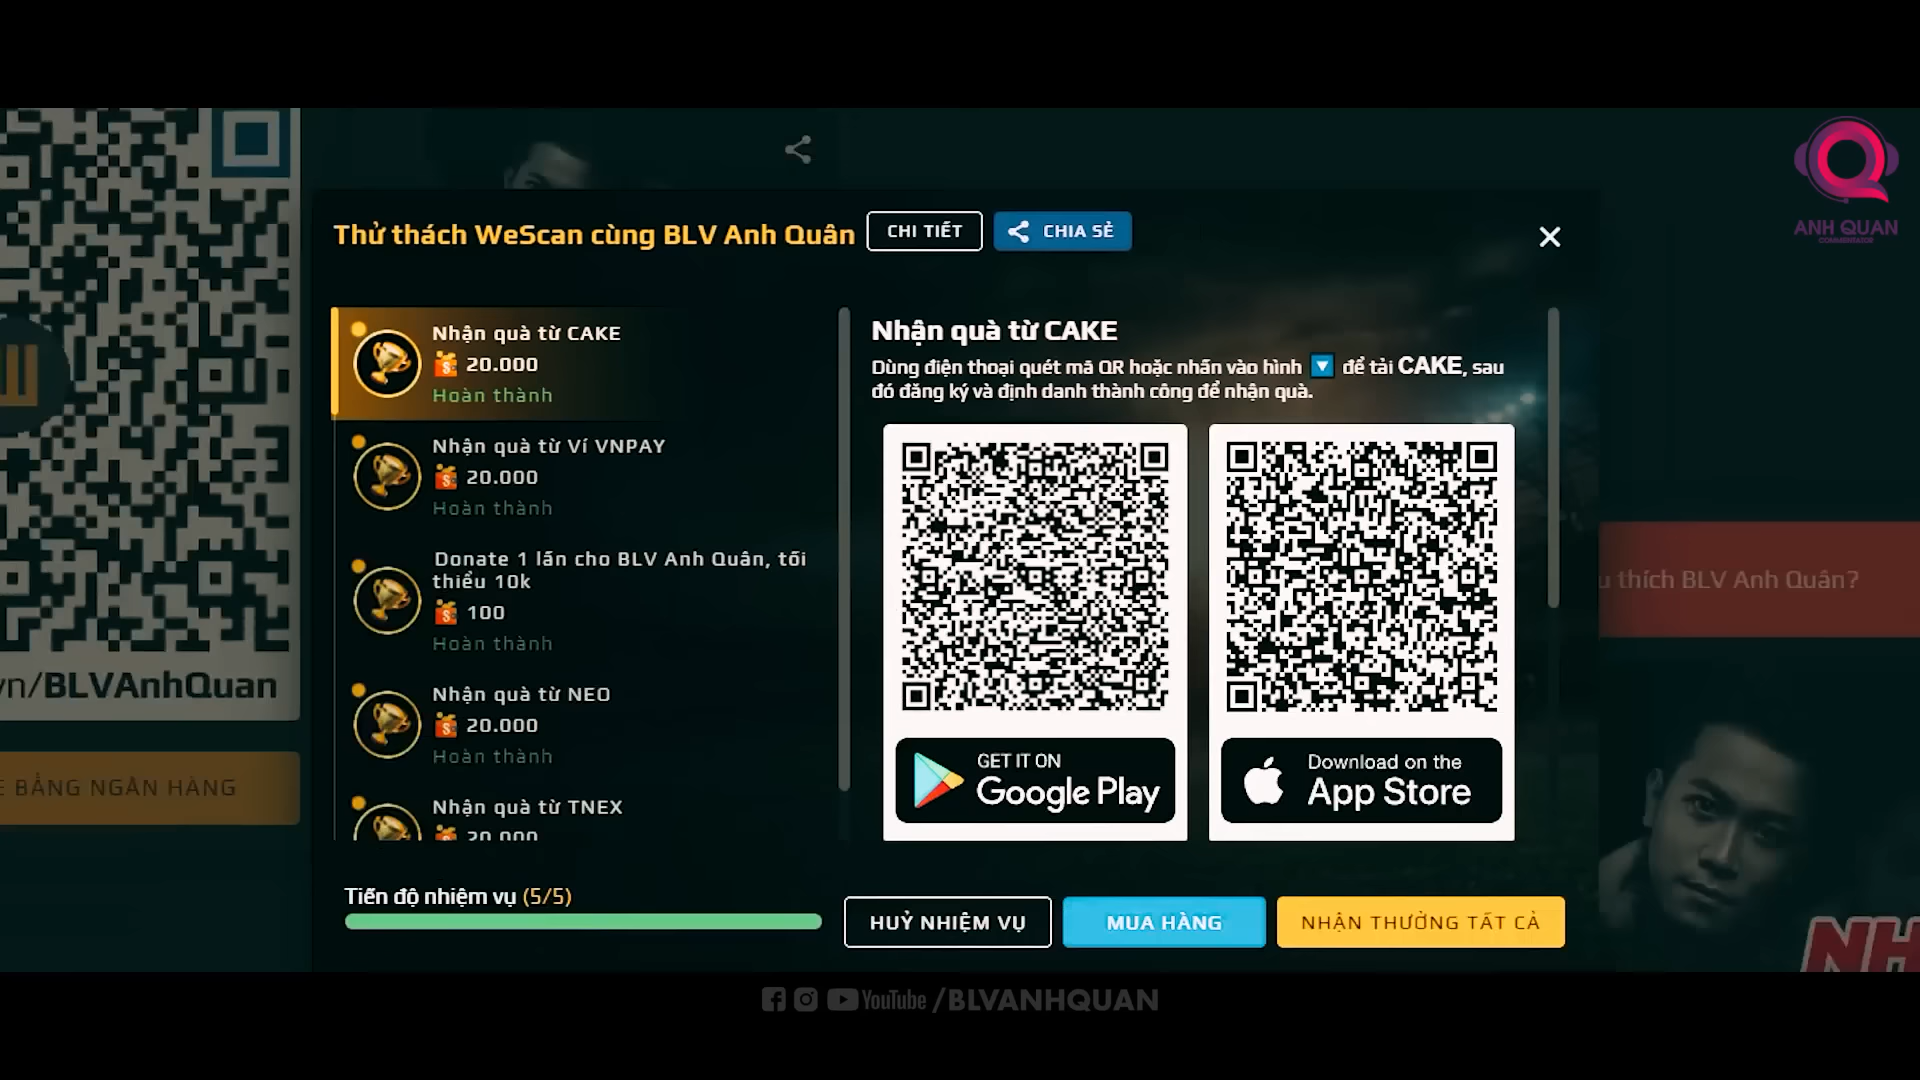 ANH QUAN
COMMENTATOR
Thử thách WeScan cùng BLV Anh Quân
CHI TIẾT
CHIA SẺ
Nhận quà từ CAKE
20.000
Hoàn thành
Nhận quà từ Ví VNPAY
20.000
Hoàn thành
Donate 1 lần cho BLV Anh Quân, tối
thiểu 10k
100
Hoàn thành
Nhận quà từ NEO
20.000
Hoàn thành
Nhận quà từ TNEX
20.000
Tiến độ nhiệm vụ (5/5)
Nhận quà từ CAKE
Dùng điện thoại quét mã QR hoặc nhấn vào hình để tải CAKE, sau
đó đăng ký và định danh thành công để nhận quà.
GET IT ON
Google Play
Download on the
App Store
HUỶ NHIỆM VỤ
MUA HÀNG
NHẬN THƯỞNG TẤT CẢ
vn/BLVAnhQuan
BẰNG NGÂN HÀNG
thích BLV Anh Quân?
NH
YouTube /BLVANHQUAN